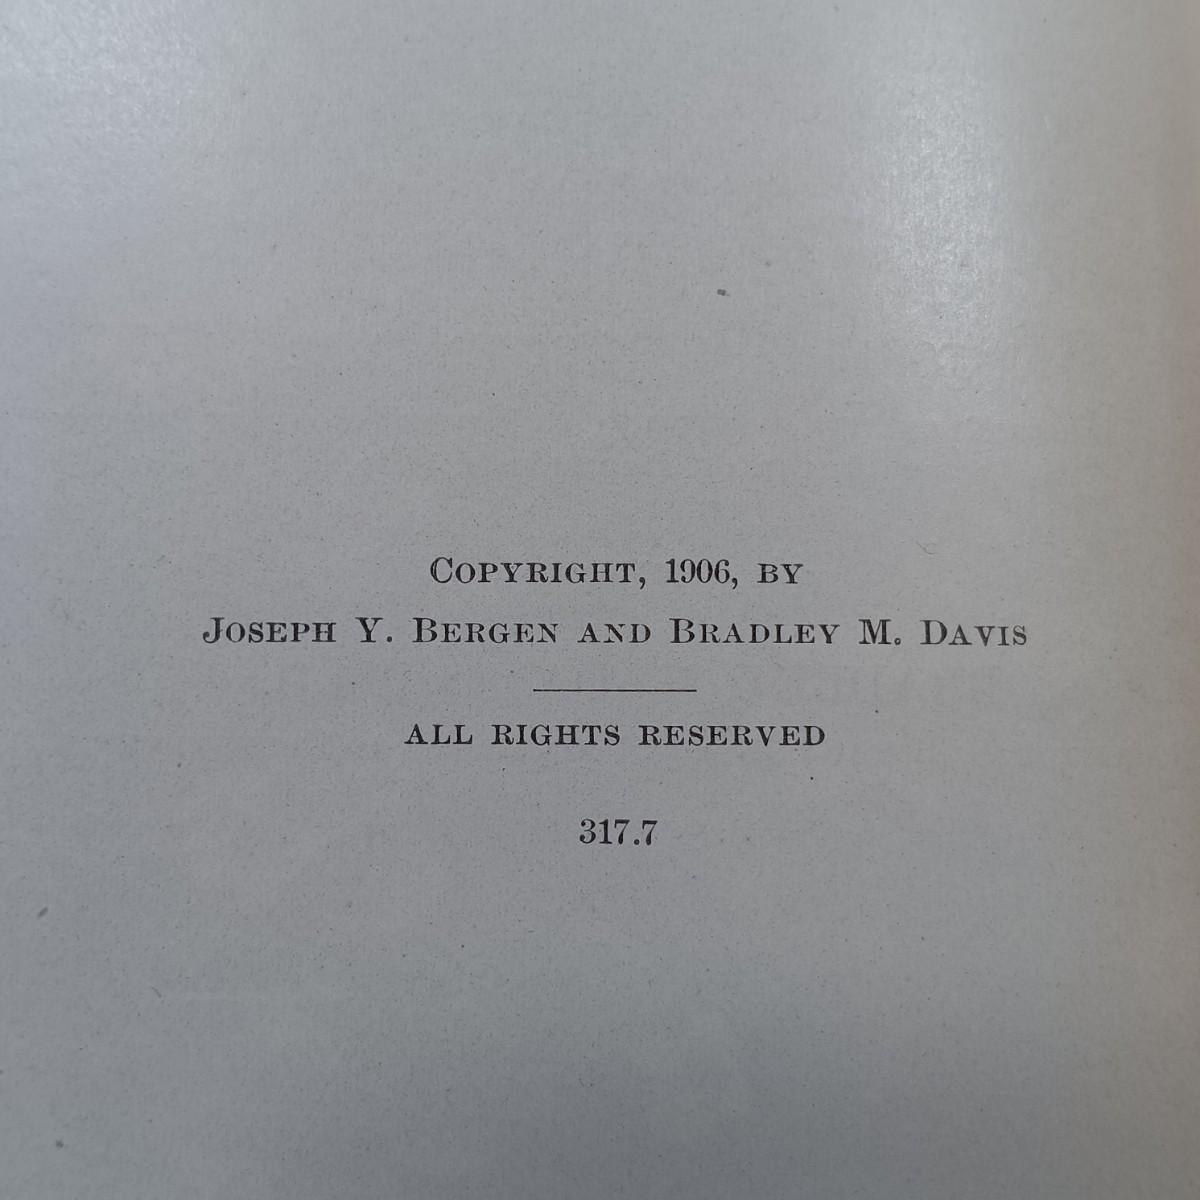 Copyright, 1906, by
Joseph Y. Bergen and Bradley M. Davis
ALL RIGHTS RESERVED
317.7